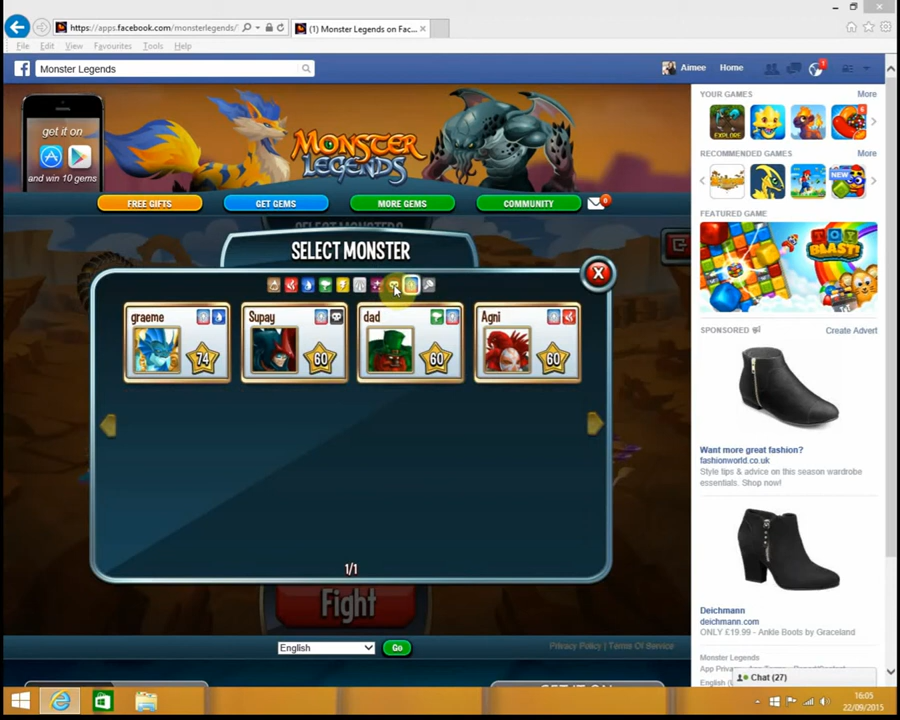 https://apps.facebook.com/monsterlegends/
(1) Monster Legends on Fac...
File Edit View Favourites Tools Help
Monster Legends
Aimee Home
1
get it on
and win 10 gems
MONSTER LEGENDS
FREE GIFTS
GET GEMS
MORE GEMS
COMMUNITY
0
SELECT MONSTER
graeme
74
Supay
60
dad
60
Agni
60
1/1
Fight
English
Go
Privacy Policy | Terms Of Service
YOUR GAMES More
EXPLORE
6
RECOMMENDED GAMES More
NEW
FEATURED GAME
TOY BLAST!
SPONSORED Create Advert
Want more great fashion?
fashionworld.co.uk
Style tips & advice on this season wardrobe
essentials. Shop now!
Deichmann
deichmann.com
ONLY £19.99 - Ankle Boots by Graceland
Monster Legends
Chat (27)
16:05
22/09/2015